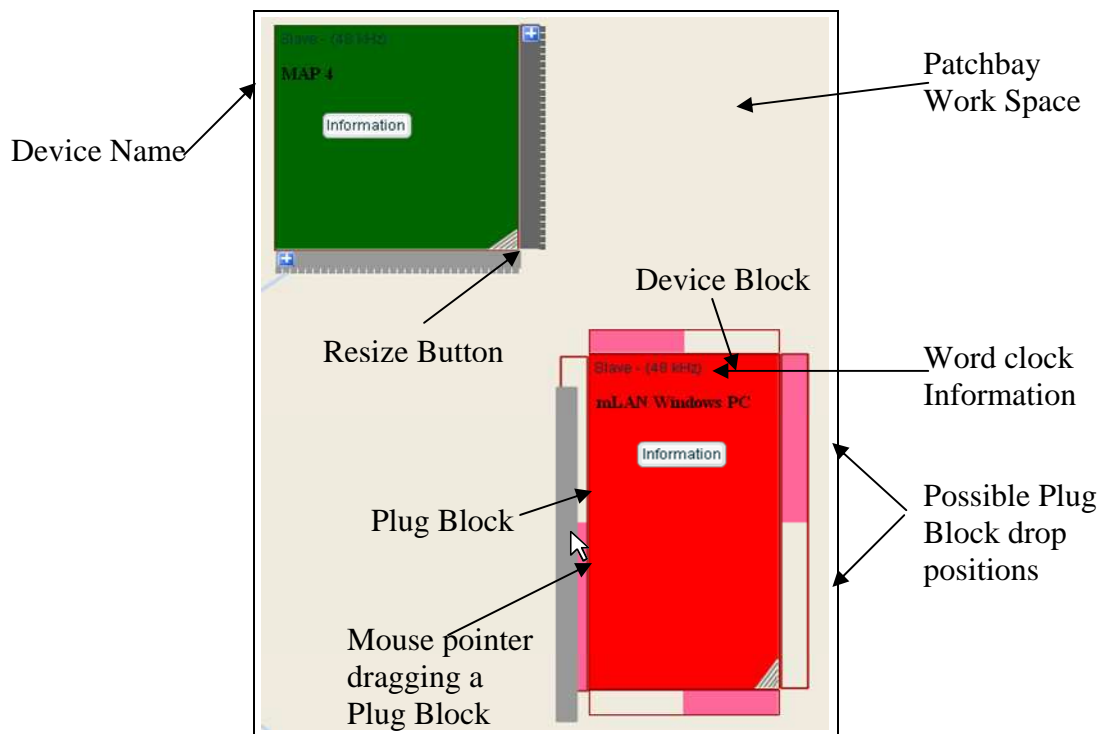 Slave - (48 kHz)
MAP 4
Information
Patchbay
Work Space
Device Name
Device Block
Resize Button
Slave - (48 kHz)
mLAN Windows PC
Information
Word clock
Information
Plug Block
Possible Plug
Block drop
positions
Mouse pointer
dragging a
Plug Block